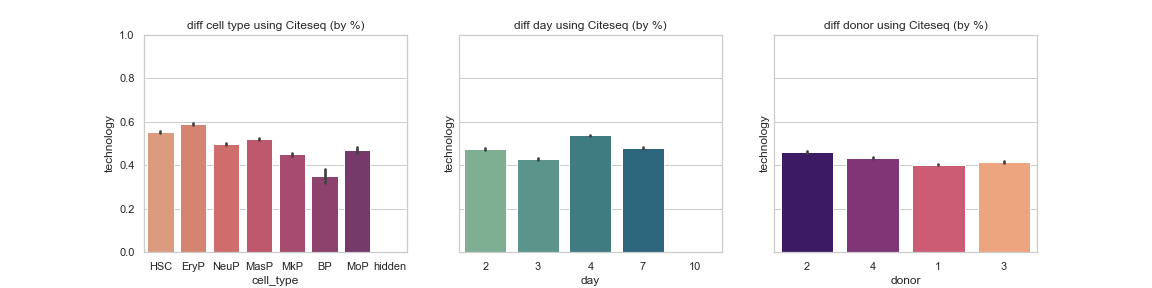 diff cell type using Citeseq (by %)
technology
1.0
0.8
0.6
0.4
0.2
0.0
HSC EryP NeuP MasP MkP BP MoP hidden
cell_type
diff day using Citeseq (by %)
technology
2 3 4 7 10
day
diff donor using Citeseq (by %)
technology
2 4 1 3
donor